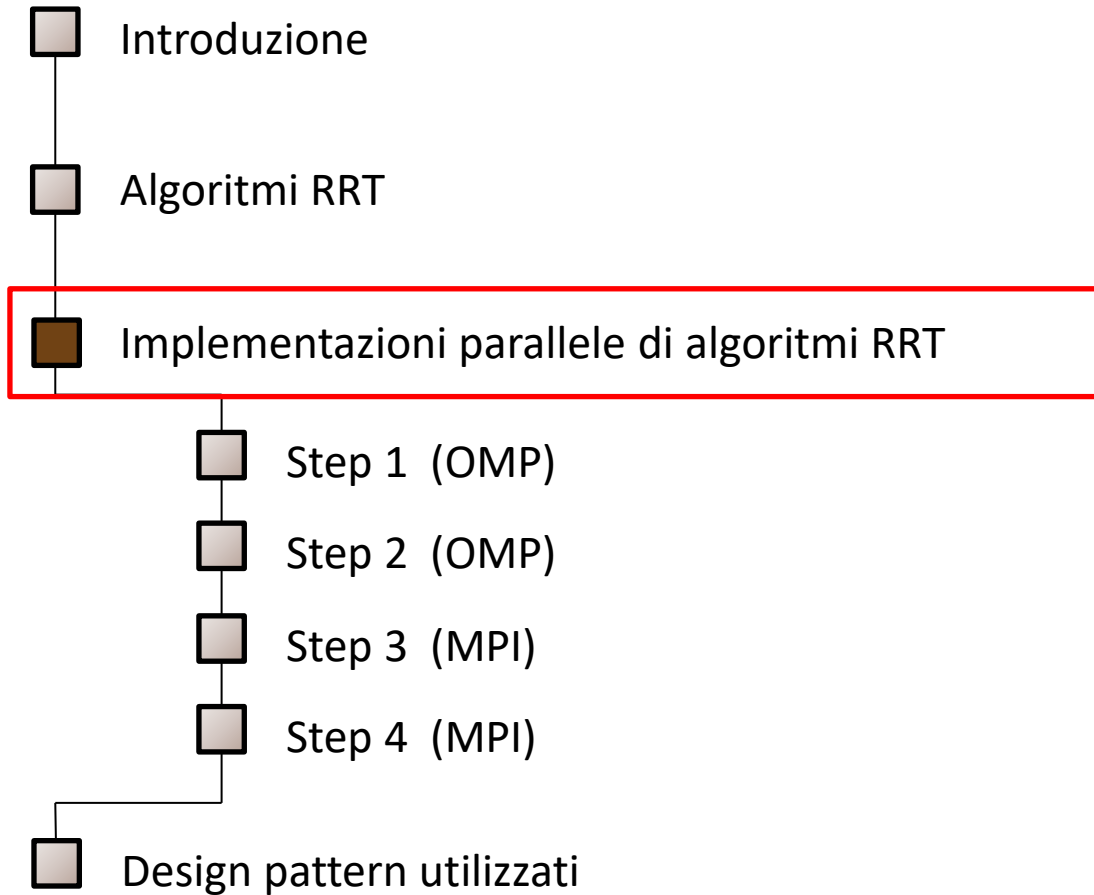 Introduzione
Algoritmi RRT
Implementazioni parallele di algoritmi RRT
Step 1 (OMP)
Step 2 (OMP)
Step 3 (MPI)
Step 4 (MPI)
Design pattern utilizzati